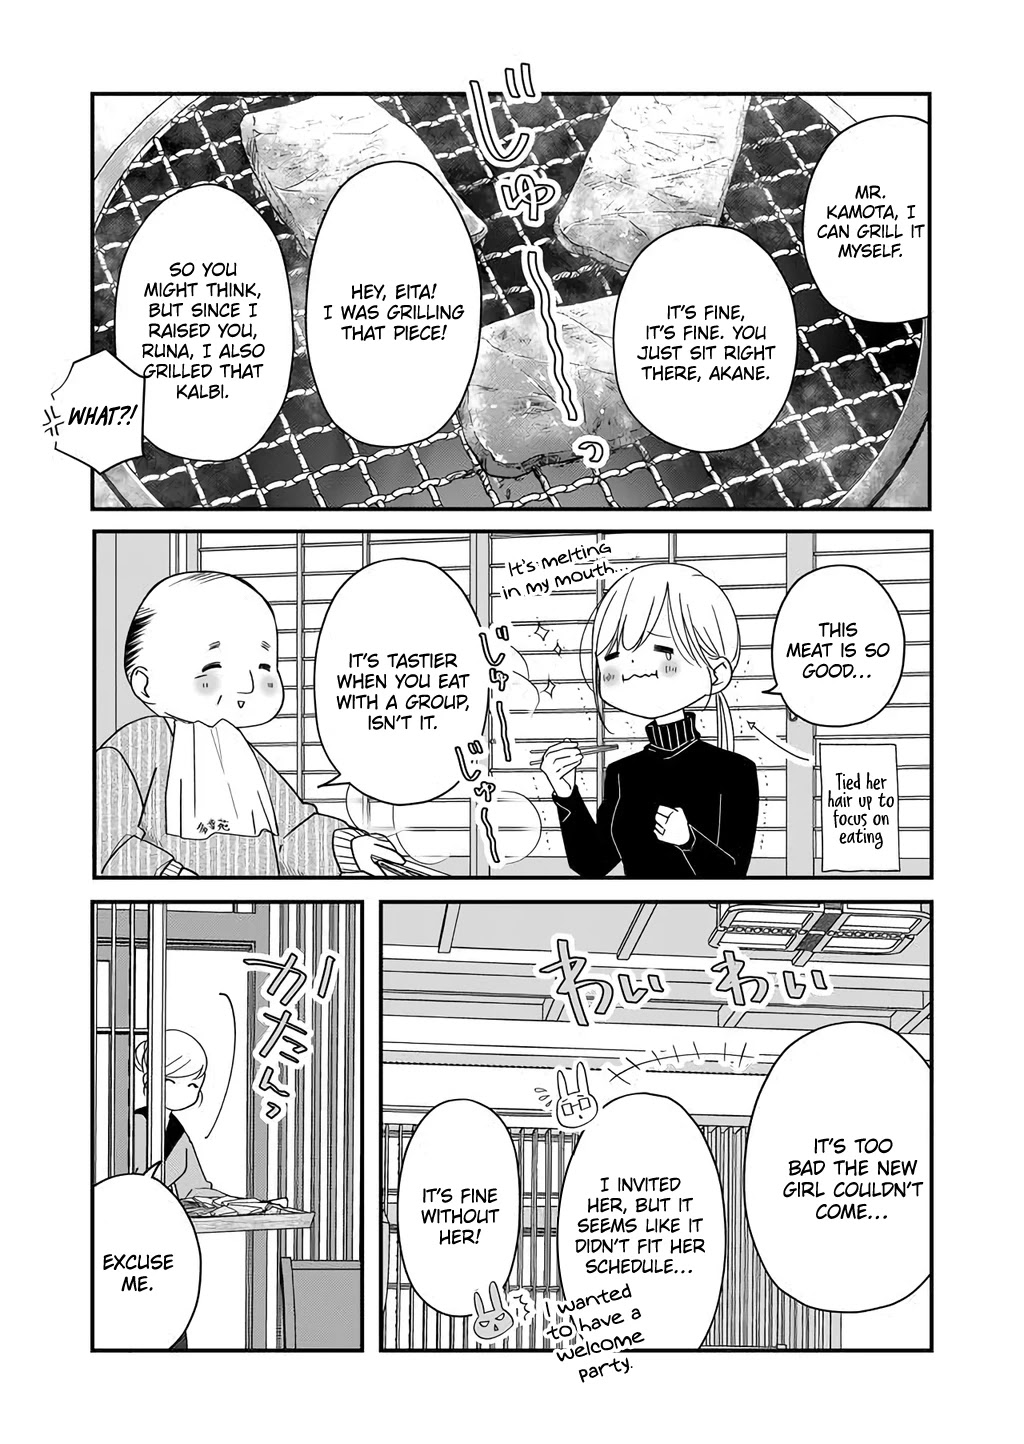 MR.
KAMOTA, I
CAN GRILL IT
MYSELF.
IT'S FINE,
IT'S FINE. YOU
JUST SIT RIGHT
THERE, AKANE.
HEY, EITA!
I WAS GRILLING
THAT PIECE!
SO YOU
MIGHT THINK,
BUT SINCE I
RAISED YOU,
RUNA, I ALSO
GRILLED THAT
KALBI.
WHAT?!
じゅっ
THIS
MEAT IS SO
GOOD...
It's melting
in my mouth...
Tied her
hair up to
focus on
eating
IT'S TASTIER
WHEN YOU EAT
WITH A GROUP,
ISN'T IT.
じゅー
じゅー
わい わい
IT'S TOO
BAD THE NEW
GIRL COULDN'T
COME...
I INVITED
HER, BUT IT
SEEMS LIKE IT
DIDN'T FIT HER
SCHEDULE...
I wanted
to have a
welcome
party.
IT'S FINE
WITHOUT
HER!
カー
かたんっ
EXCUSE
ME.